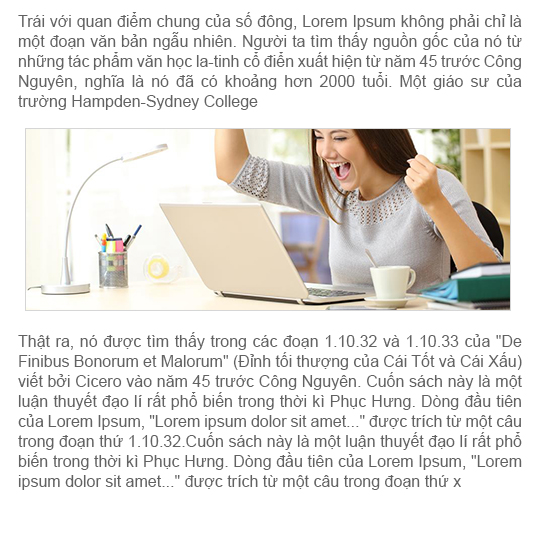 Trái với quan điểm chung của số đông, Lorem Ipsum không phải chỉ là
một đoạn văn bản ngẫu nhiên. Người ta tìm thấy nguồn gốc của nó từ
những tác phẩm văn học la-tinh cổ điển xuất hiện từ năm 45 trước Công
Nguyên, nghĩa là nó đã có khoảng hơn 2000 tuổi. Một giáo sư của
trường Hampden-Sydney College
Thật ra, nó được tìm thấy trong các đoạn 1.10.32 và 1.10.33 của "De
Finibus Bonorum et Malorum" (Đỉnh tối thượng của Cái Tốt và Cái Xấu)
viết bởi Cicero vào năm 45 trước Công Nguyên. Cuốn sách này là một
luận thuyết đạo lí rất phổ biến trong thời kì Phục Hưng. Dòng đầu tiên
của Lorem Ipsum, "Lorem ipsum dolor sit amet..." được trích từ một câu
trong đoạn thứ 1.10.32.Cuốn sách này là một luận thuyết đạo lí rất phổ
biến trong thời kì Phục Hưng. Dòng đầu tiên của Lorem Ipsum, "Lorem
ipsum dolor sit amet..." được trích từ một câu trong đoạn thứ x